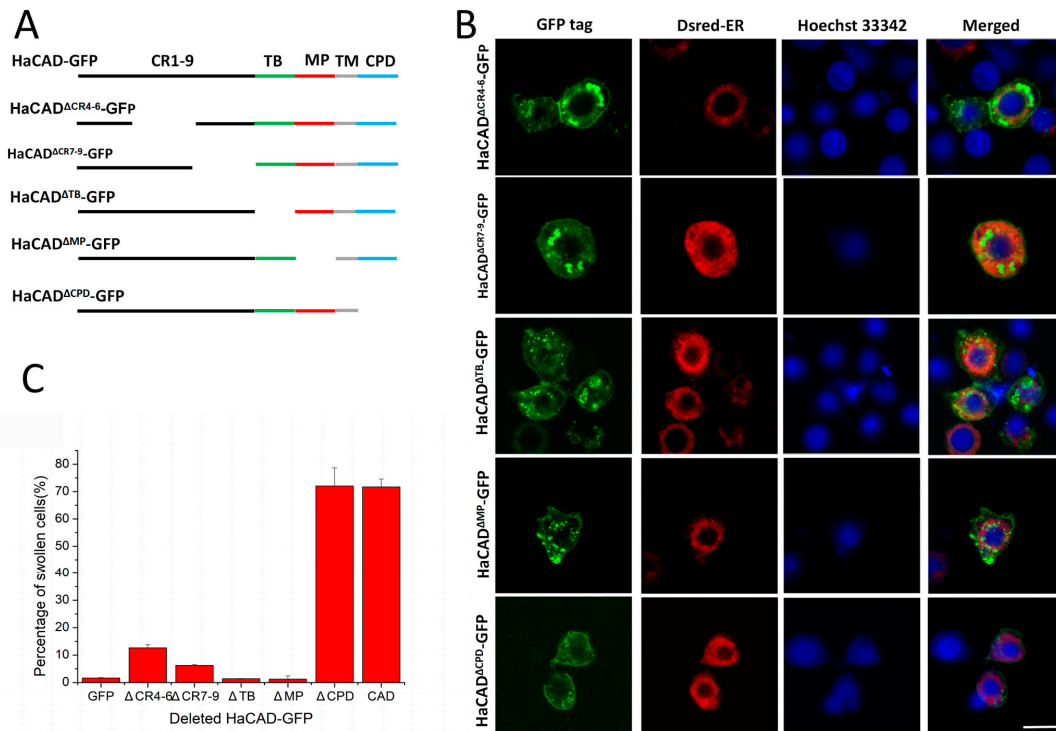 A
HaCAD-GFP CR1-9 TB MP TM CPD
HaCADΔCR4-6-GFP
HaCADΔCR7-9-GFP
HaCADΔTB-GFP
HaCADΔMP-GFP
HaCADΔCPD-GFP
B
GFP tag Dsred-ER Hoechst 33342 Merged
HaCADΔCR4-6-GFP
HaCADΔCR7-9-GFP
HaCADΔTB-GFP
HaCADΔMP-GFP
HaCADΔCPD-GFP
C
Percentage of swollen cells(%)
80
70
60
50
40
30
20
10
0
GFP ΔCR4-6 ΔCR7-9 ΔTB ΔMP ΔCPD CAD
Deleted HaCAD-GFP